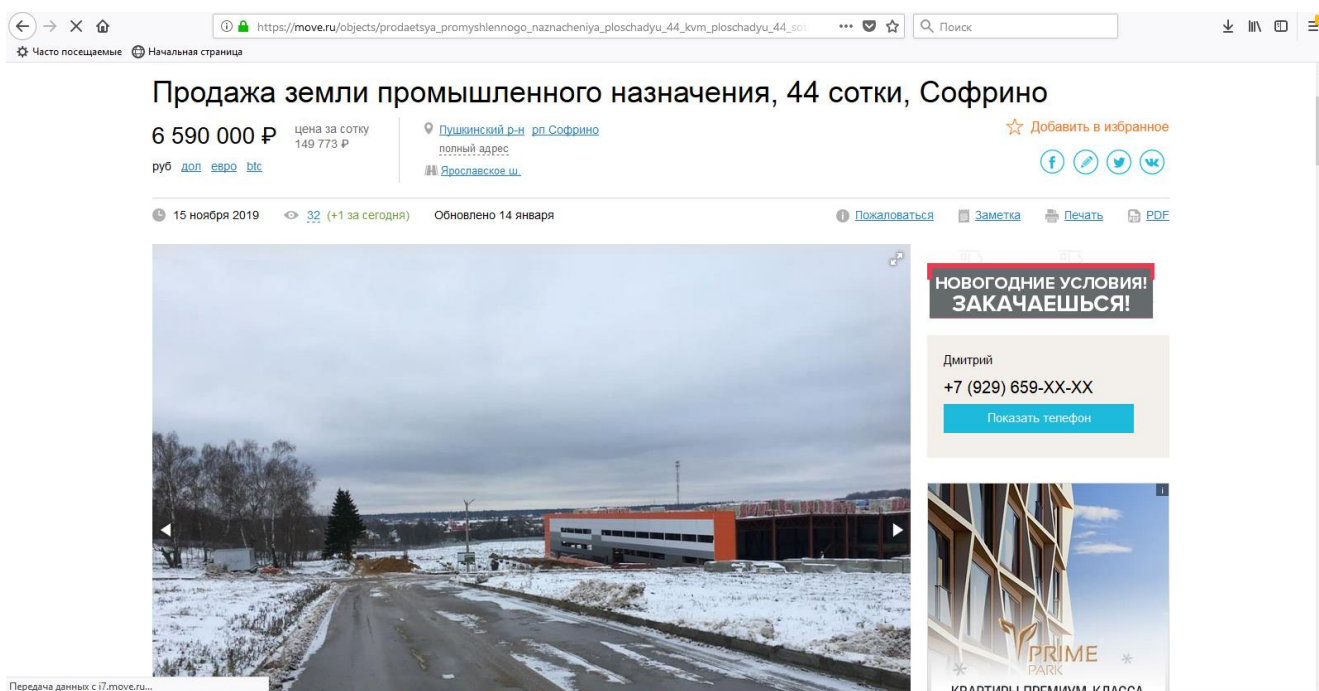 https://move.ru/objects/prodaetsya_promyshlennogo_naznacheniya_ploschadyu_44_kvm_ploschadyu_44_sot
Поиск
Часто посещаемые Начальная страница
Продажа земли промышленного назначения, 44 сотки, Софрино
6 590 000 ₽ цена за сотку 149 773 ₽
Пушкинский р-н рп Софрино
полный адрес
Ярославское ш.
руб дол евро btc
Добавить в избранное
15 ноября 2019 32 (+1 за сегодня) Обновлено 14 января
Пожаловаться Заметка Печать PDF
НОВОГОДНИЕ УСЛОВИЯ!
ЗАКАЧАЕШЬСЯ!
Дмитрий
+7 (929) 659-XX-XX
Показать телефон
PRIME
PARK
КВАРТИРЫ ПРЕМИУМ-КЛАССА
Передача данных с i7.move.ru...